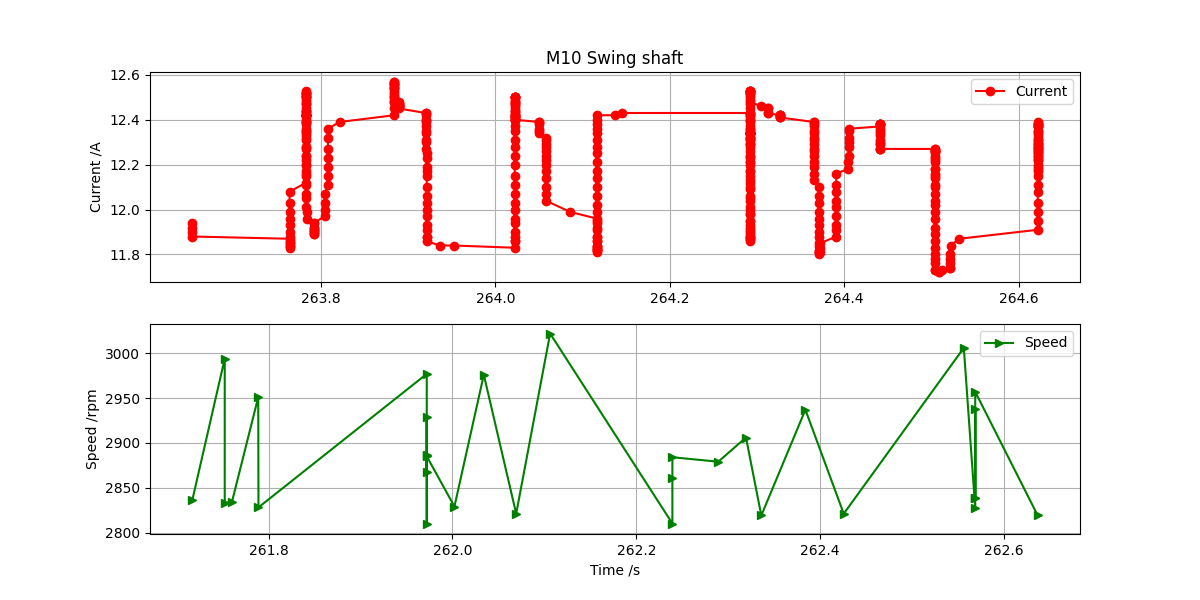 M10 Swing shaft
12.6
12.4
12.2
12.0
11.8
Current /A
Current
263.8 264.0 264.2 264.4 264.6
3000
2950
2900
2850
2800
Speed /rpm
Speed
261.8 262.0 262.2 262.4 262.6
Time /s